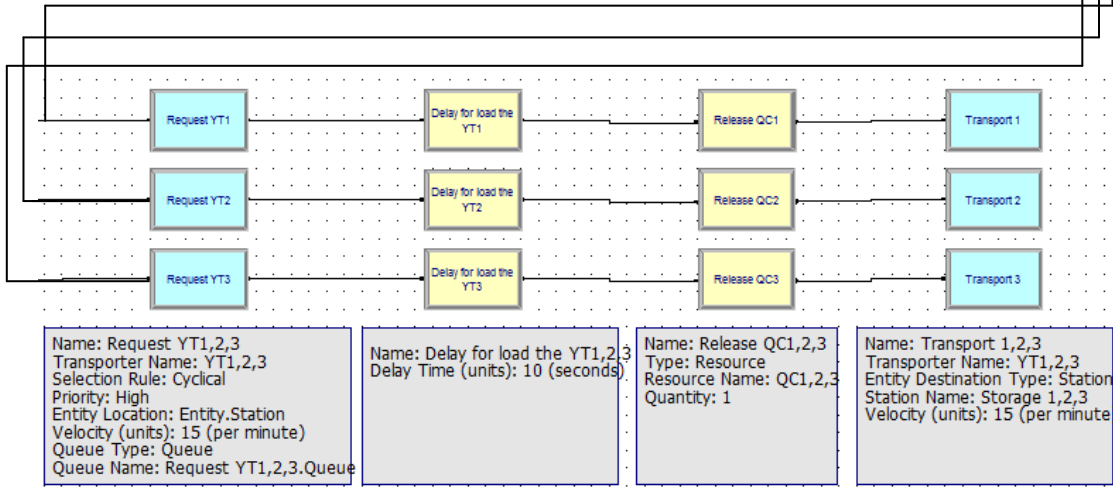 Request YT1
Delay for load the
YT1
Release QC1
Transport 1
Request YT2
Delay for load the
YT2
Release QC2
Transport 2
Request YT3
Delay for load the
YT3
Release QC3
Transport 3
Name: Request YT1,2,3
Transporter Name: YT1,2,3
Selection Rule: Cyclical
Priority: High
Entity Location: Entity.Station
Velocity (units): 15 (per minute)
Queue Type: Queue
Queue Name: Request YT1,2,3.Queue
Name: Delay for load the YT1,2,3
Delay Time (units): 10 (seconds)
Name: Release QC1,2,3
Type: Resource
Resource Name: QC1,2,3
Quantity: 1
Name: Transport 1,2,3
Transporter Name: YT1,2,3
Entity Destination Type: Station
Station Name: Storage 1,2,3
Velocity (units): 15 (per minute